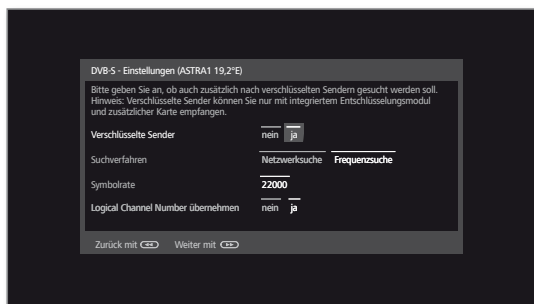 DVB-S - Einstellungen (ASTRA1 19,2°E)
Bitte geben Sie an, ob auch zusätzlich nach verschlüsselten Sendern gesucht werden soll.
Hinweis: Verschlüsselte Sender können Sie nur mit integriertem Entschlüsselungsmodul
und zusätzlicher Karte empfangen.
Verschlüsselte Sender nein ja
Suchverfahren Netzwerksuche Frequenzsuche
Symbolrate 22000
Logical Channel Number übernehmen nein ja
Zurück mit Weiter mit